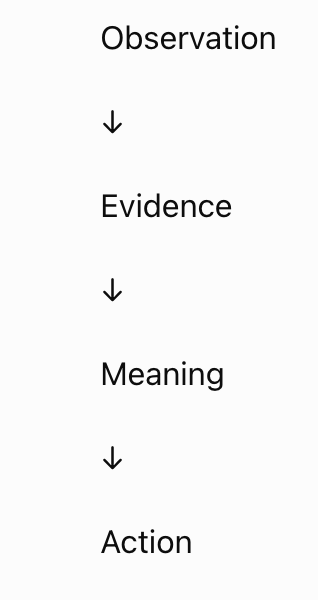 Observation
↓
Evidence
↓
Meaning
↓
Action